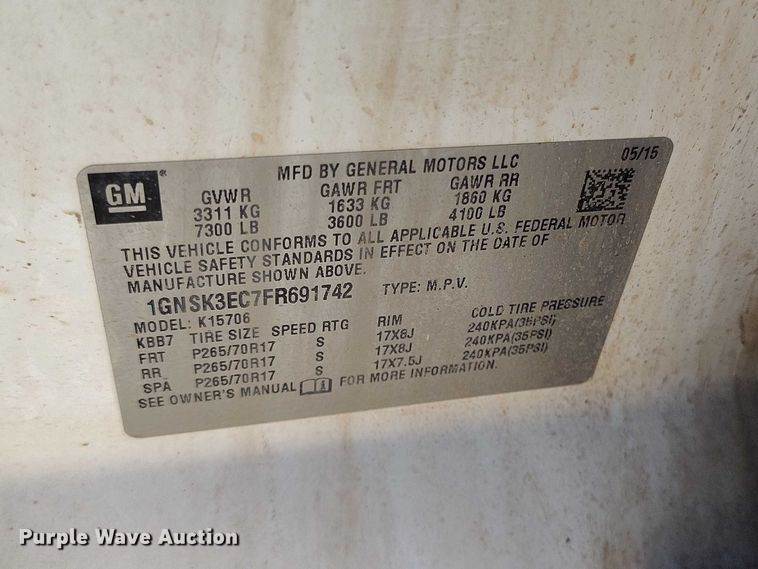 GM ®
MFD BY GENERAL MOTORS LLC 05/15
GVWR GAWR FRT GAWR RR
3311 KG 1633 KG 1860 KG
7300 LB 3600 LB 4100 LB
THIS VEHICLE CONFORMS TO ALL APPLICABLE U.S. FEDERAL MOTOR
VEHICLE SAFETY STANDARDS IN EFFECT ON THE DATE OF
MANUFACTURE SHOWN ABOVE.
1GNSK3EC7FR691742 TYPE: M.P.V.
MODEL: K15706
KBB7 TIRE SIZE SPEED RTG RIM COLD TIRE PRESSURE
FRT P265/70R17 S 17X8J 240KPA(35PSI)
RR P265/70R17 S 17X8J 240KPA(35PSI)
SPA P265/70R17 S 17X7.5J 240KPA(35PSI)
SEE OWNER'S MANUAL FOR MORE INFORMATION.
Purple Wave Auction